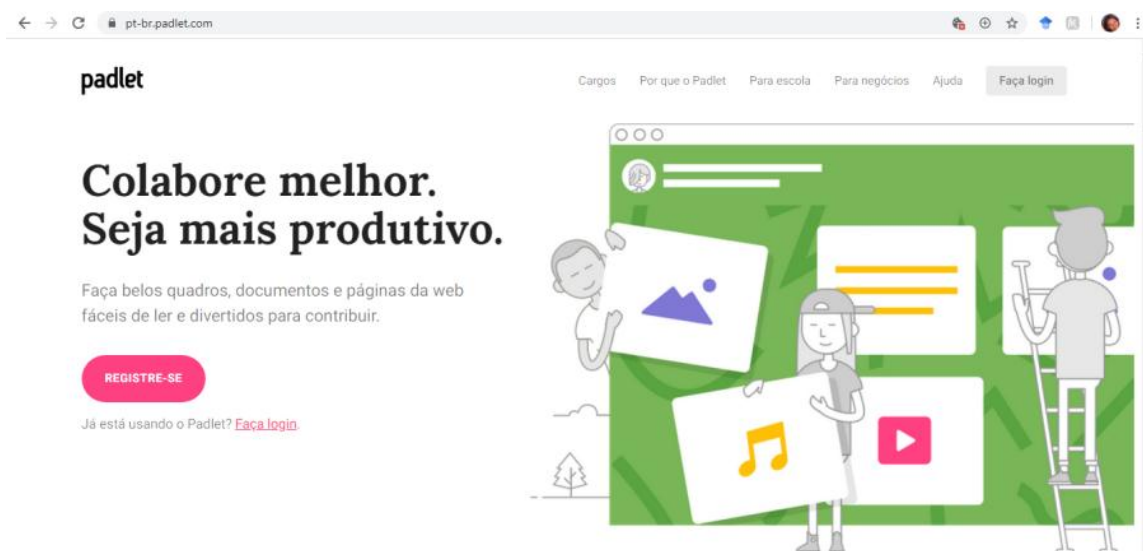 pt-br.padlet.com
padlet
Cargos Por que o Padlet Para escola Para negócios Ajuda Faça login
Colabore melhor.
Seja mais produtivo.
Faça belos quadros, documentos e páginas da web
fáceis de ler e divertidos para contribuir.
REGISTRE-SE
Já está usando o Padlet? Faça login.